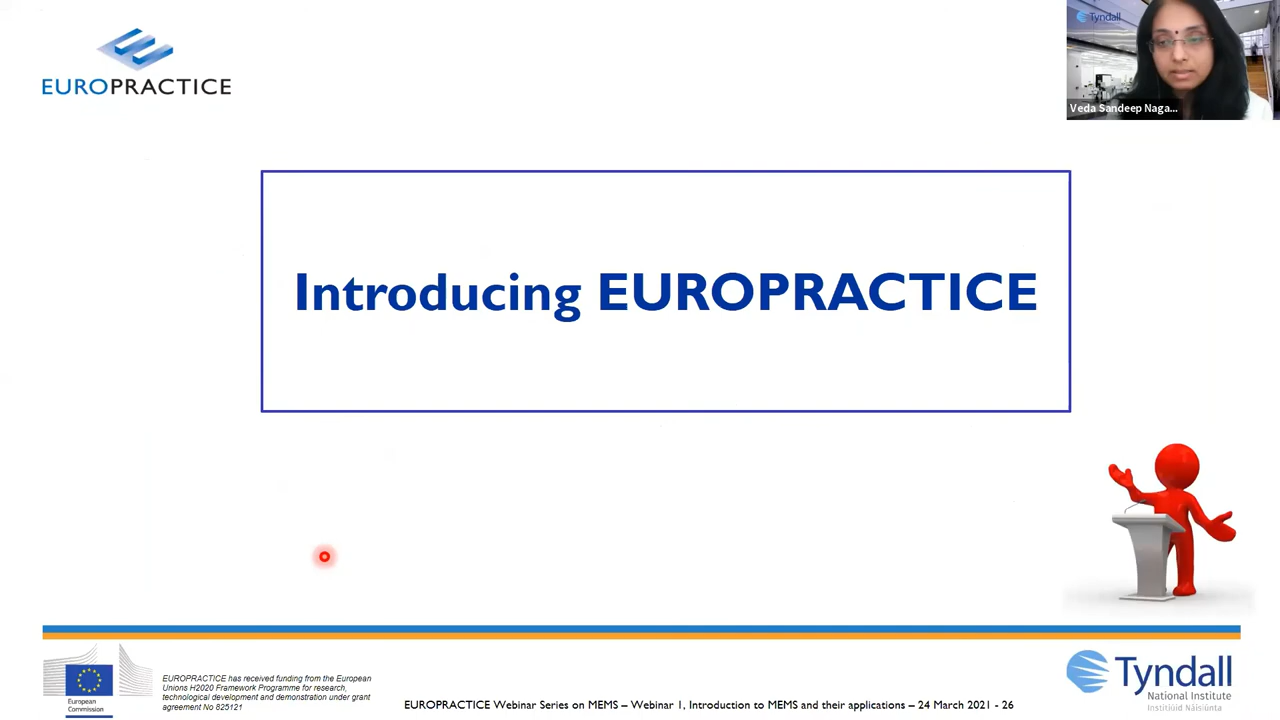 EUROPRACTICE
Tyndall
Veda Sandeep Naga...
Introducing EUROPRACTICE
European
Commission
EUROPRACTICE has received funding from the European
Unions H2020 Framework Programme for research,
technological development and demonstration under grant
agreement No 825121
EUROPRACTICE Webinar Series on MEMS – Webinar 1, Introduction to MEMS and their applications – 24 March 2021 - 26
Tyndall
National Institute
Institiúid Náisiúnta